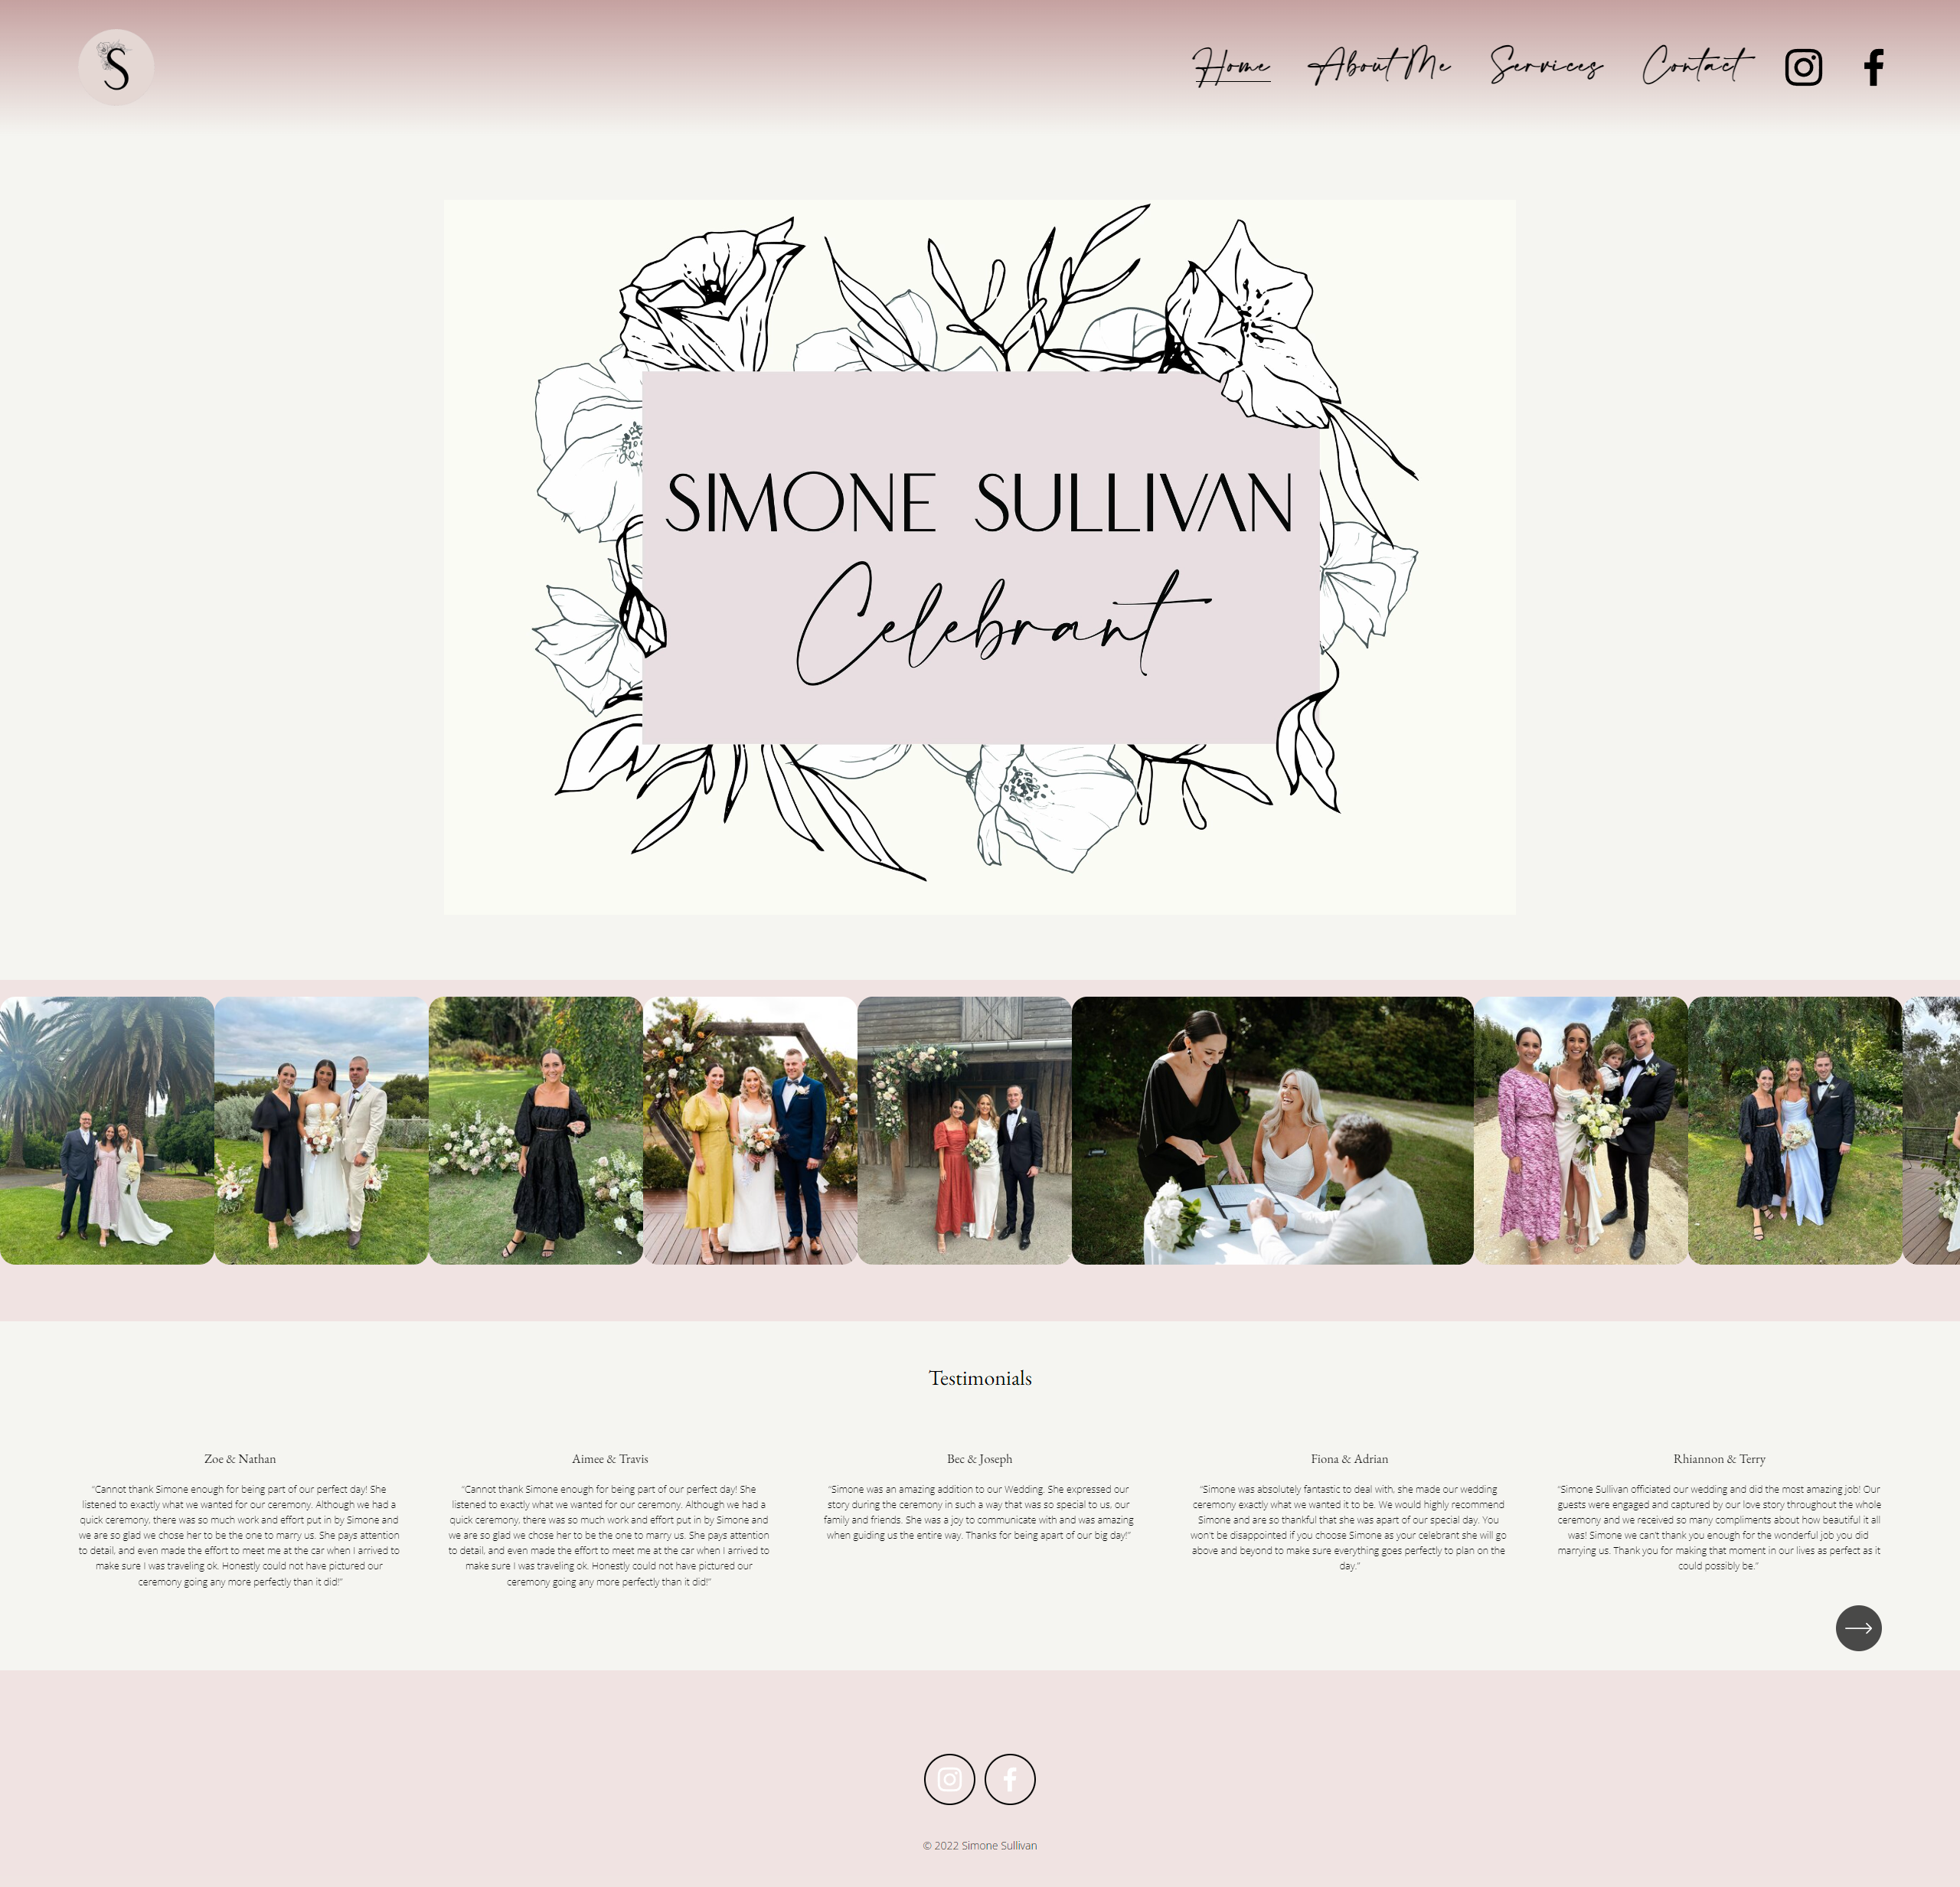 S
Home About Me Services Contact
SIMONE SULLIVAN
Celebrant
Testimonials
Zoe & Nathan
“Cannot thank Simone enough for being part of our perfect day! She
listened to exactly what we wanted for our ceremony. Although we had a
quick ceremony, there was so much work and effort put in by Simone and
we are so glad we chose her to be the one to marry us. She pays attention
to detail, and even made the effort to meet me at the car when I arrived to
make sure I was traveling ok. Honestly could not have pictured our
ceremony going any more perfectly than it did!”
Aimee & Travis
“Cannot thank Simone enough for being part of our perfect day! She
listened to exactly what we wanted for our ceremony. Although we had a
quick ceremony, there was so much work and effort put in by Simone and
we are so glad we chose her to be the one to marry us. She pays attention
to detail, and even made the effort to meet me at the car when I arrived to
make sure I was traveling ok. Honestly could not have pictured our
ceremony going any more perfectly than it did!”
Bec & Joseph
“Simone was an amazing addition to our Wedding. She expressed our
story during the ceremony in such a way that was so special to us, our
family and friends. She was a joy to communicate with and was amazing
when guiding us the entire way. Thanks for being apart of our big day!”
Fiona & Adrian
“Simone was absolutely fantastic to deal with, she made our wedding
ceremony exactly what we wanted it to be. We would highly recommend
Simone and are so thankful that she was apart of our special day. You
won’t be disappointed if you choose Simone as your celebrant she will go
above and beyond to make sure everything goes perfectly to plan on the
day.”
Rhiannon & Terry
“Simone Sullivan officiated our wedding and did the most amazing job! Our
guests were engaged and captured by our love story throughout the whole
ceremony and we received so many compliments about how beautiful it all
was! Simone we can’t thank you enough for the wonderful job you did
marrying us. Thank you for making that moment in our lives as perfect as it
could possibly be.”
© 2022 Simone Sullivan